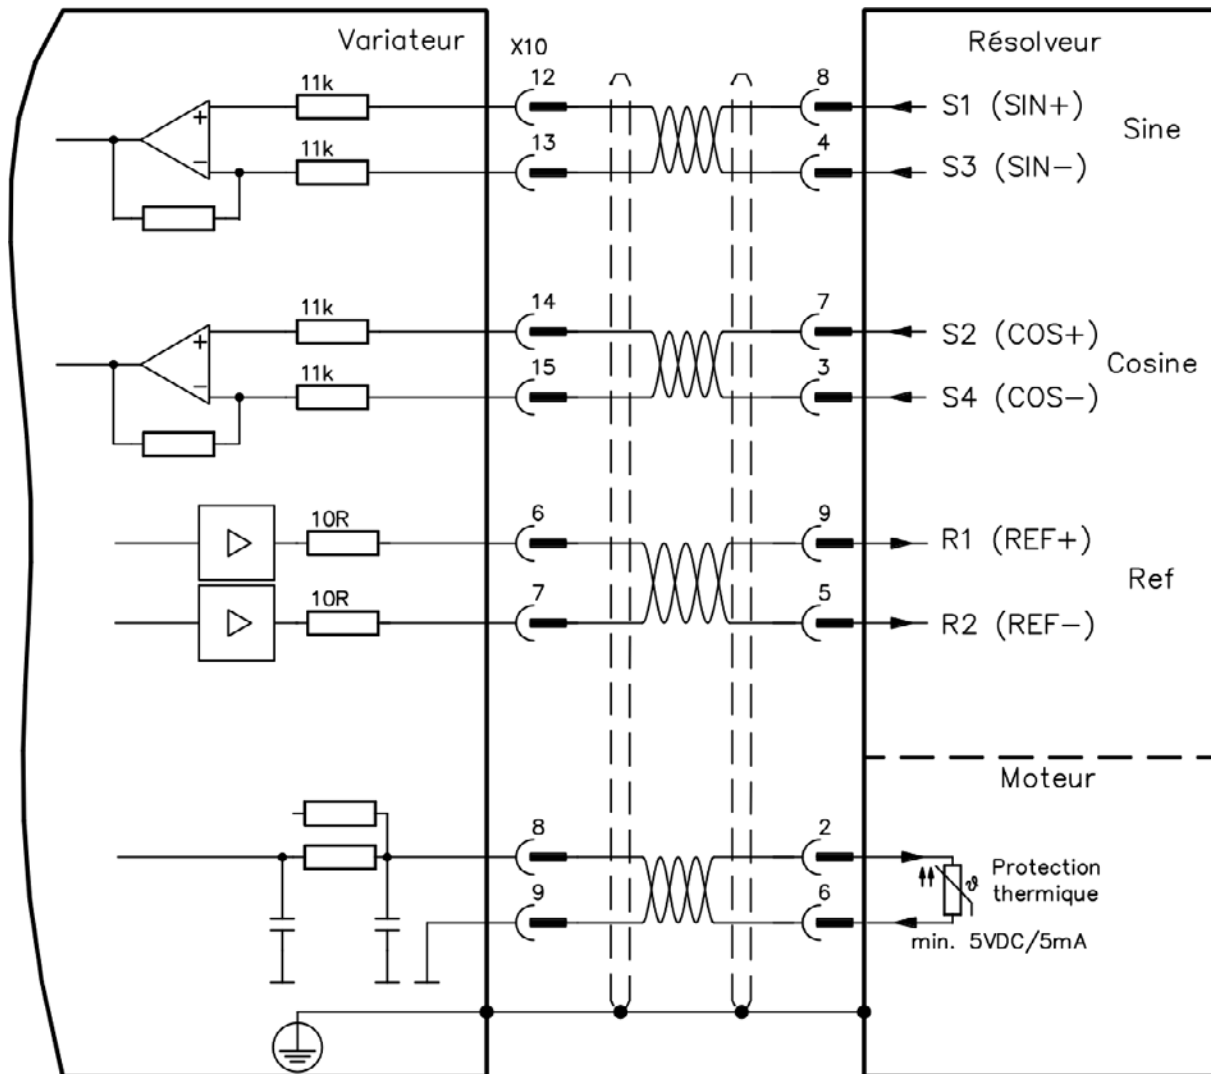 Variateur
X10
Résolveur
11k
12
8
S1 (SIN+)
Sine
11k
13
4
S3 (SIN-)
11k
14
7
S2 (COS+)
Cosine
11k
15
3
S4 (COS-)
10R
6
9
R1 (REF+)
Ref
10R
7
5
R2 (REF-)
Moteur
8
2
Protection
thermique
ϑ
9
6
min. 5VDC/5mA
+
-
+
-